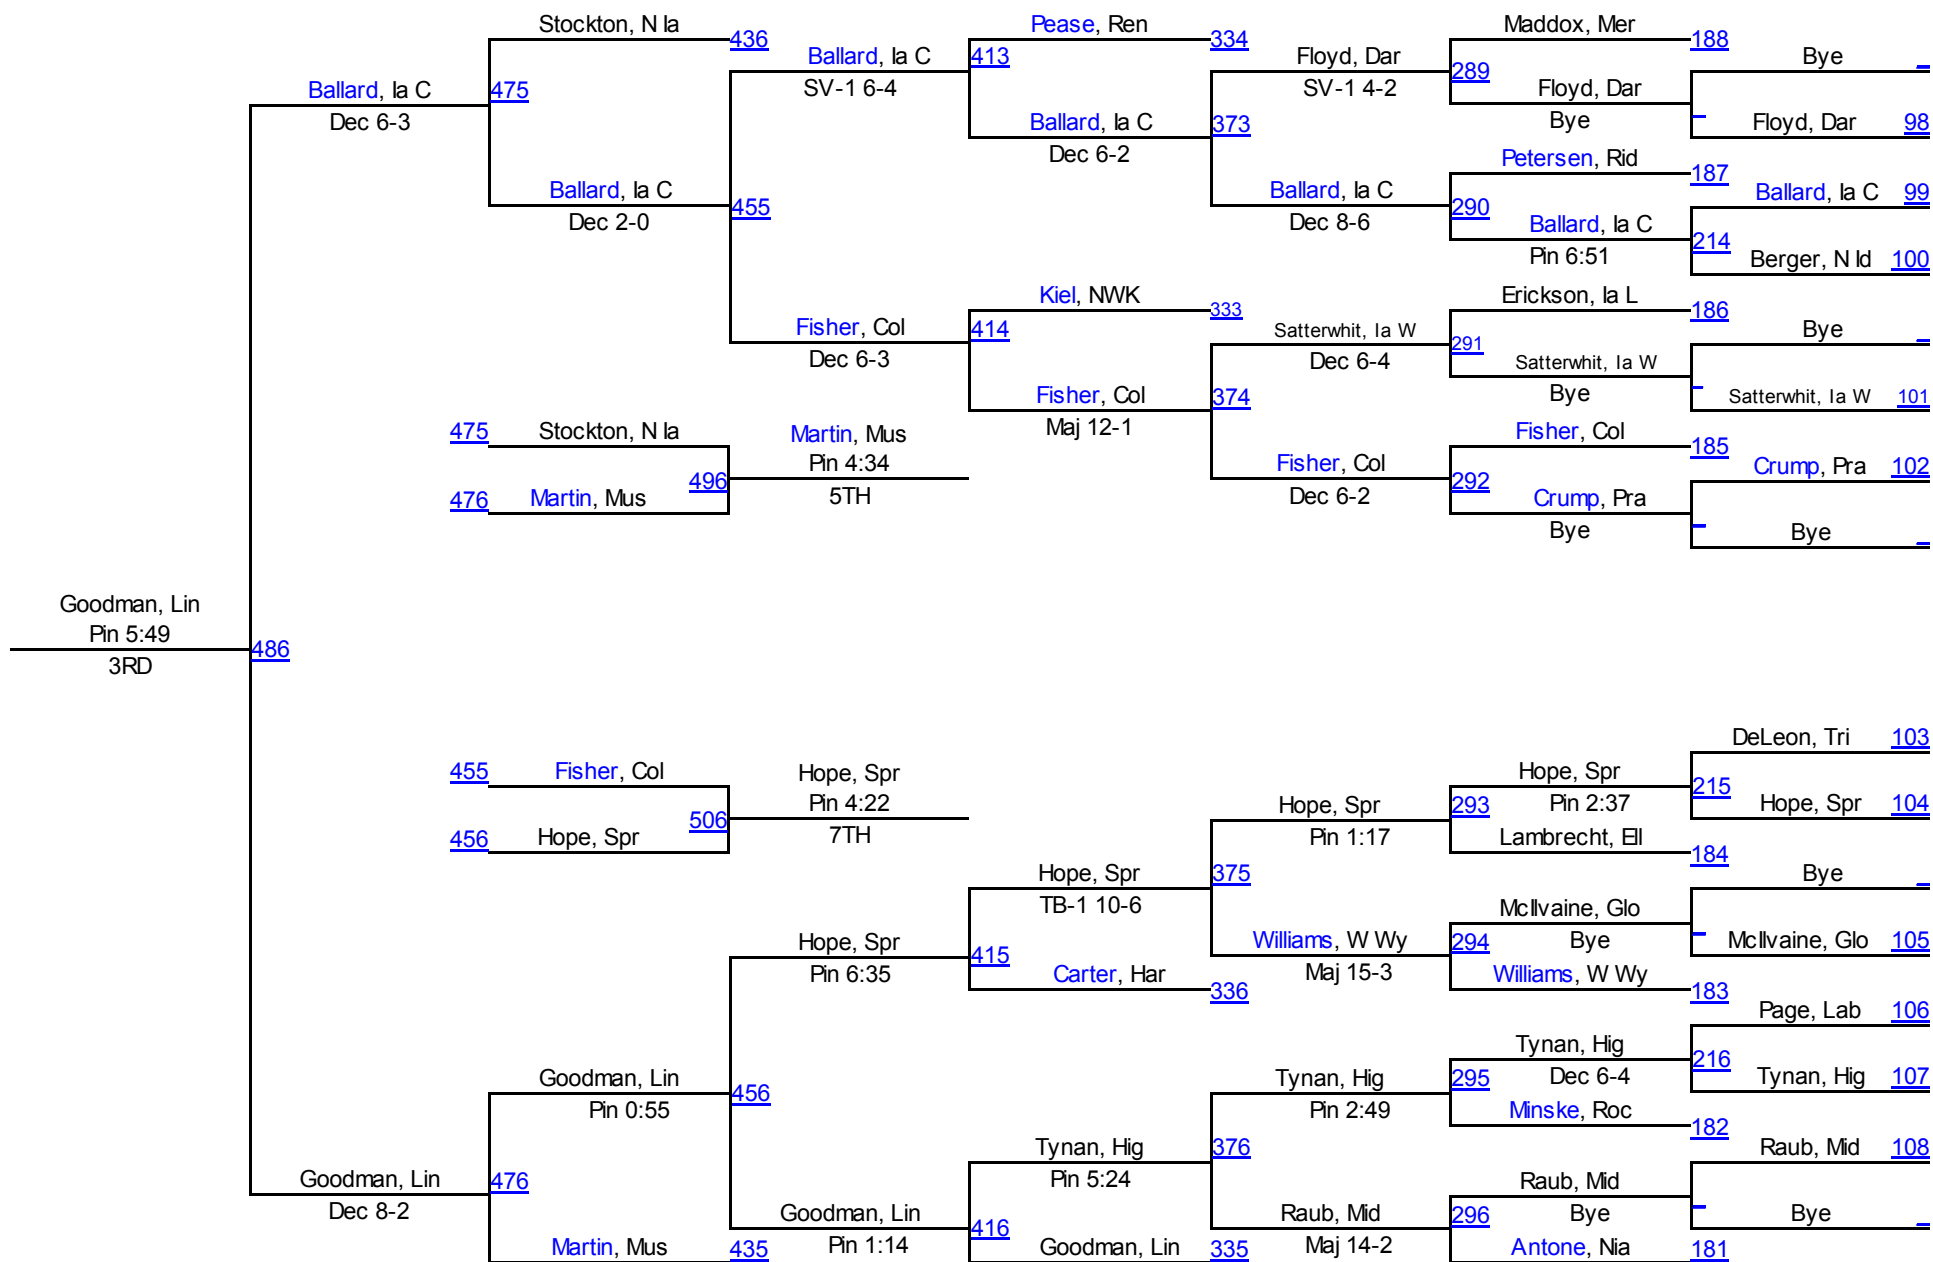 Stockton, N Ia
436
Ballard, Ia C
Dec 6-3
475
Ballard, Ia C
Dec 2-0
Ballard, Ia C
SV-1 6-4
455
Fisher, Col
Dec 6-3
Pease, Ren
334
413
Ballard, Ia C
Dec 6-2
Kiel, NWK
333
414
Fisher, Col
Maj 12-1
Floyd, Dar
SV-1 4-2
373
Ballard, Ia C
Dec 8-6
Satterwhit, Ia W
Dec 6-4
374
Fisher, Col
Dec 6-2
Maddox, Mer
188
289
Floyd, Dar
Bye
Petersen, Rid
187
290
Ballard, Ia C
Pin 6:51
Erickson, Ia L
186
291
Satterwhit, Ia W
Bye
Fisher, Col
185
292
Crump, Pra
Bye
Bye
Floyd, Dar 98
Ballard, Ia C 99
214
Berger, N Id 100
Bye
Satterwhit, Ia W 101
Crump, Pra 102
Bye
475 Stockton, N Ia
476 Martin, Mus
496
Martin, Mus
Pin 4:34
5TH
Goodman, Lin
Pin 5:49
3RD
486
455 Fisher, Col
456 Hope, Spr
506
Hope, Spr
Pin 4:22
7TH
Goodman, Lin
Dec 8-2
476
Goodman, Lin
Pin 0:55
Martin, Mus
435
Hope, Spr
Pin 6:35
456
Goodman, Lin
Pin 1:14
Hope, Spr
TB-1 10-6
415
Carter, Har
336
Tynan, Hig
Pin 5:24
416
Goodman, Lin
335
Hope, Spr
Pin 1:17
375
Williams, W Wy
Maj 15-3
Tynan, Hig
Pin 2:49
376
Raub, Mid
Maj 14-2
Hope, Spr
Pin 2:37
293
Lambrecht, Ell
184
McIlvaine, Glo
Bye
294
Williams, W Wy
183
Tynan, Hig
Dec 6-4
295
Minske, Roc
182
Raub, Mid
Bye
296
Antone, Nia
181
DeLeon, Tri 103
215
Hope, Spr 104
Bye
McIlvaine, Glo 105
Page, Lab 106
216
Tynan, Hig 107
Raub, Mid 108
Bye